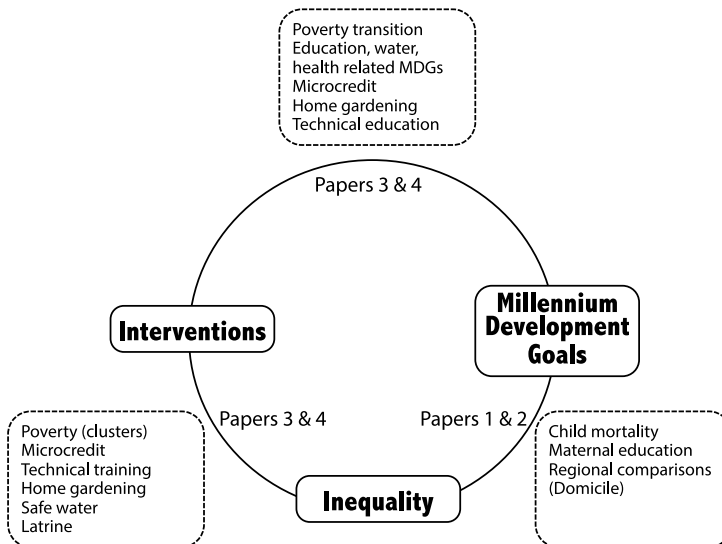 Poverty transition
Education, water,
health related MDGs
Microcredit
Home gardening
Technical education
Papers 3 & 4
Interventions
Millennium
Development
Goals
Papers 3 & 4
Papers 1 & 2
Poverty (clusters)
Microcredit
Technical training
Home gardening
Safe water
Latrine
Inequality
Child mortality
Maternal education
Regional comparisons
(Domicile)